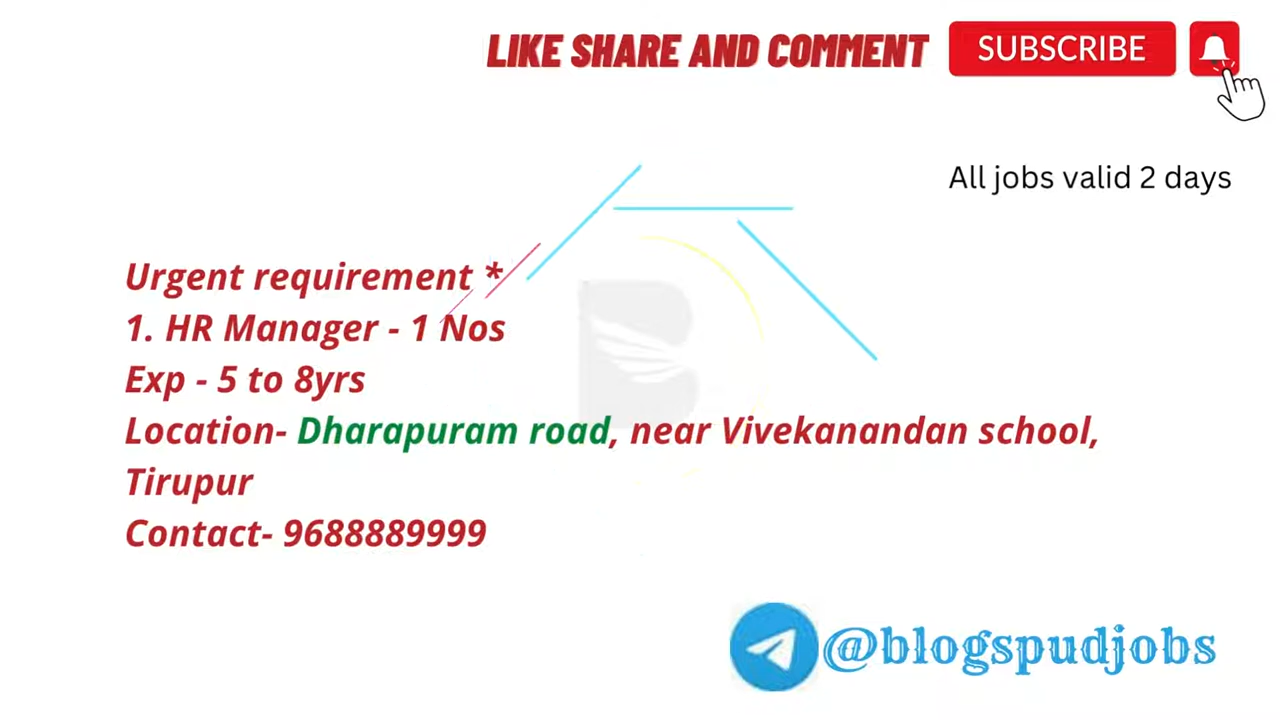 LIKE SHARE AND COMMENT SUBSCRIBE
All jobs valid 2 days
Urgent requirement *
1. HR Manager - 1 Nos
Exp - 5 to 8yrs
Location- Dharapuram road, near Vivekanandan school,
Tirupur
Contact- 9688889999
@blogspudjobs